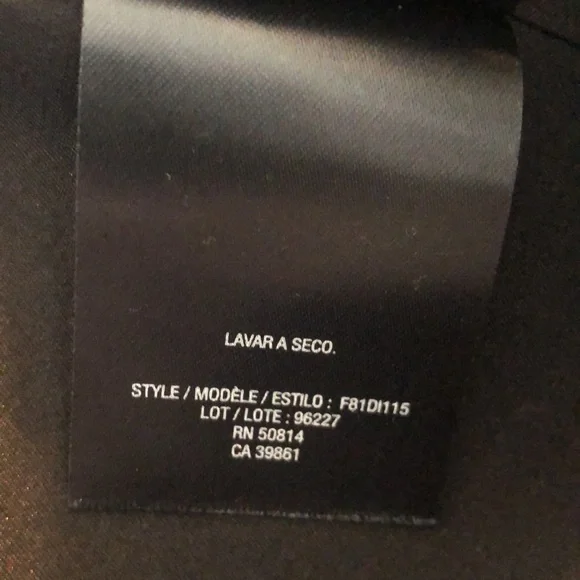 LAVAR A SECO.
STYLE / MODÈLE / ESTILO : F81DI115
LOT / LOTE : 96227
RN 50814
CA 39861